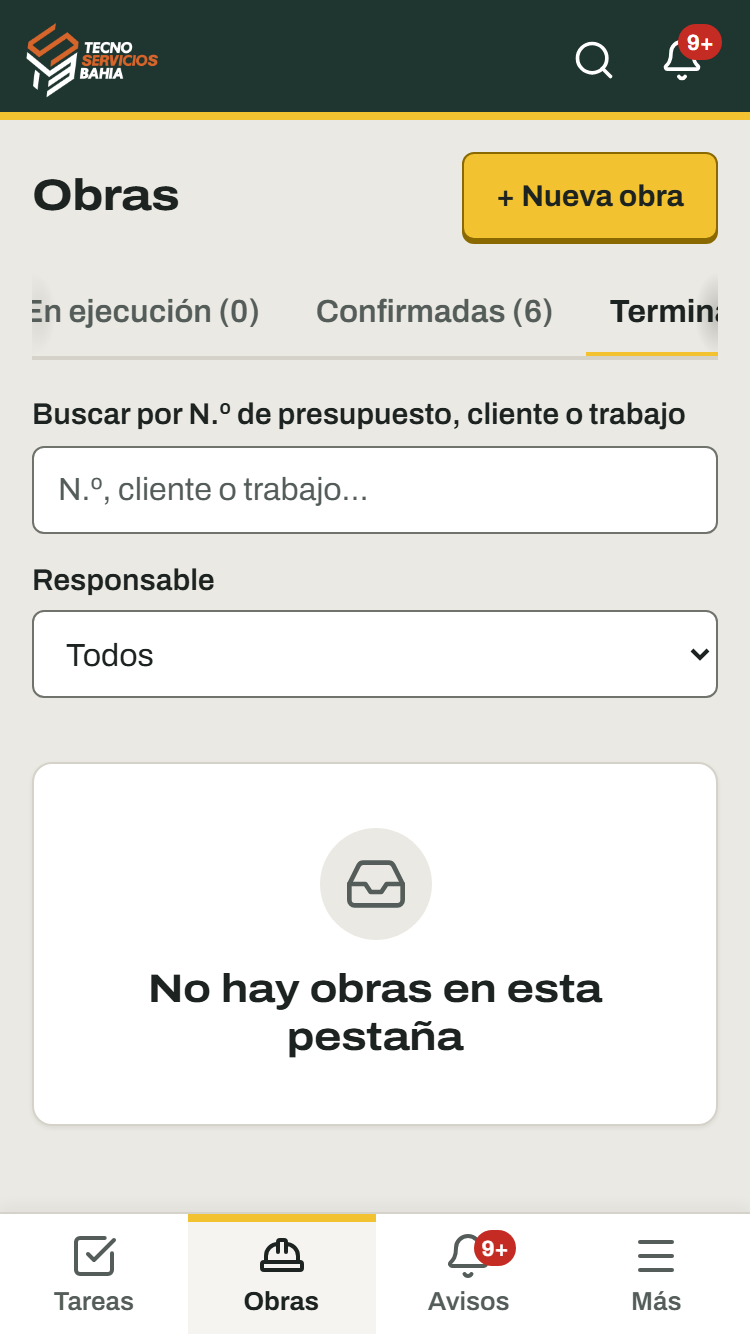 TECNO
SERVICIOS
BAHIA
9+
Obras
+ Nueva obra
En ejecución (0)
Confirmadas (6)
Termina
Buscar por N.º de presupuesto, cliente o trabajo
N.º, cliente o trabajo...
Responsable
Todos
No hay obras en esta
pestaña
9+
Tareas
Obras
Avisos
Más